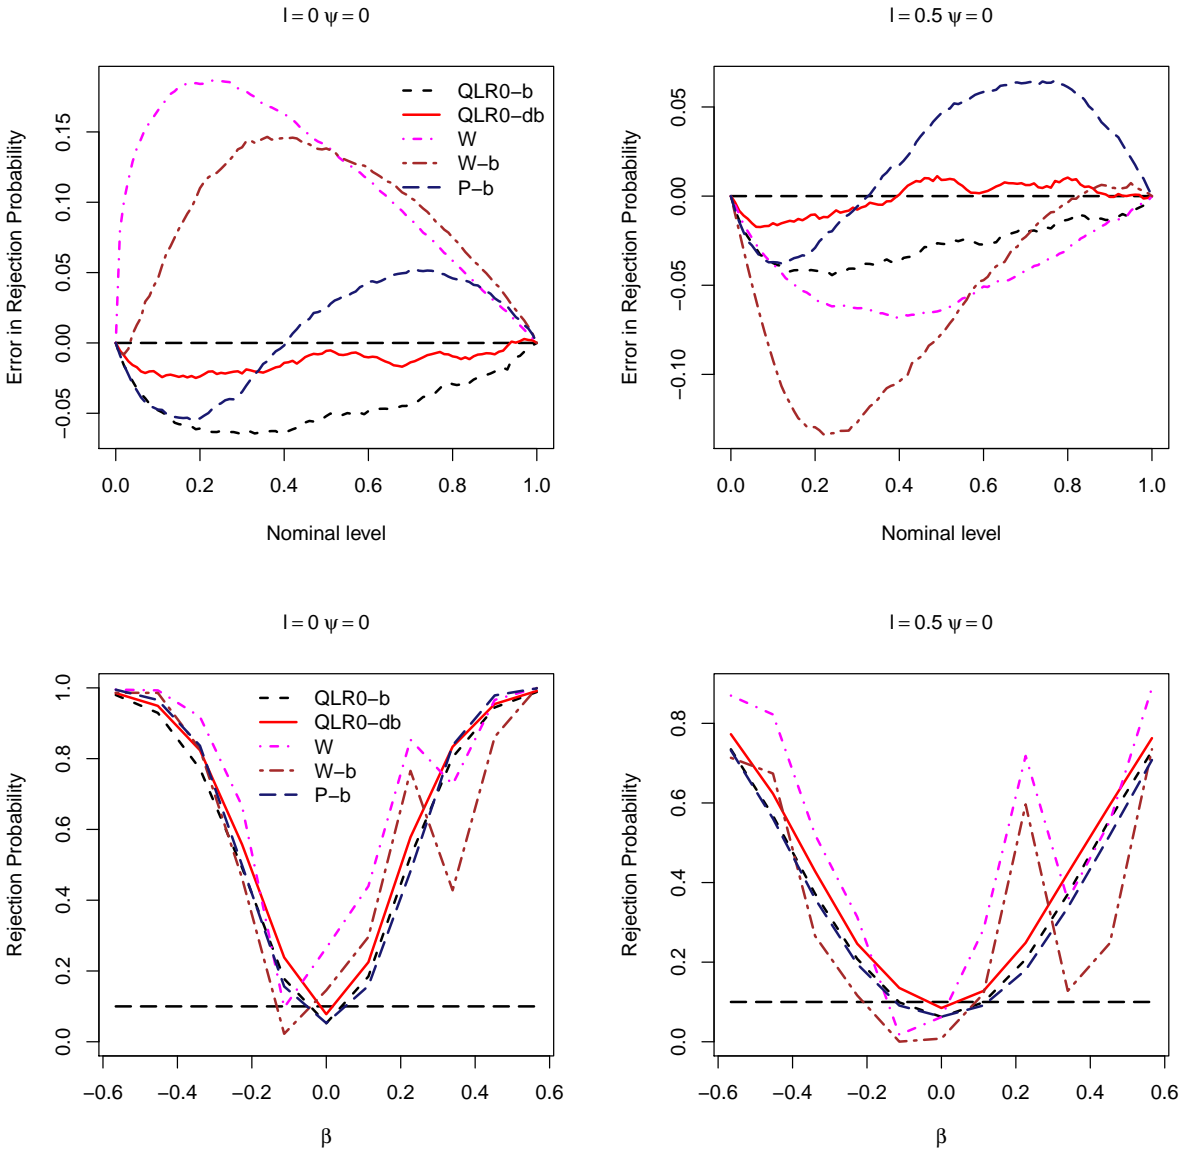 l = 0 ψ = 0
Error in Rejection Probability
0.15
0.10
0.05
0.00
−0.05
QLR0−b
QLR0−db
W
W−b
P−b
0.0 0.2 0.4 0.6 0.8 1.0
Nominal level
l = 0.5 ψ = 0
Error in Rejection Probability
0.05
0.00
−0.05
−0.10
0.0 0.2 0.4 0.6 0.8 1.0
Nominal level
l = 0 ψ = 0
Rejection Probability
1.0
0.8
0.6
0.4
0.2
0.0
QLR0−b
QLR0−db
W
W−b
P−b
−0.6 −0.4 −0.2 0.0 0.2 0.4 0.6
β
l = 0.5 ψ = 0
Rejection Probability
0.8
0.6
0.4
0.2
0.0
−0.6 −0.4 −0.2 0.0 0.2 0.4 0.6
β